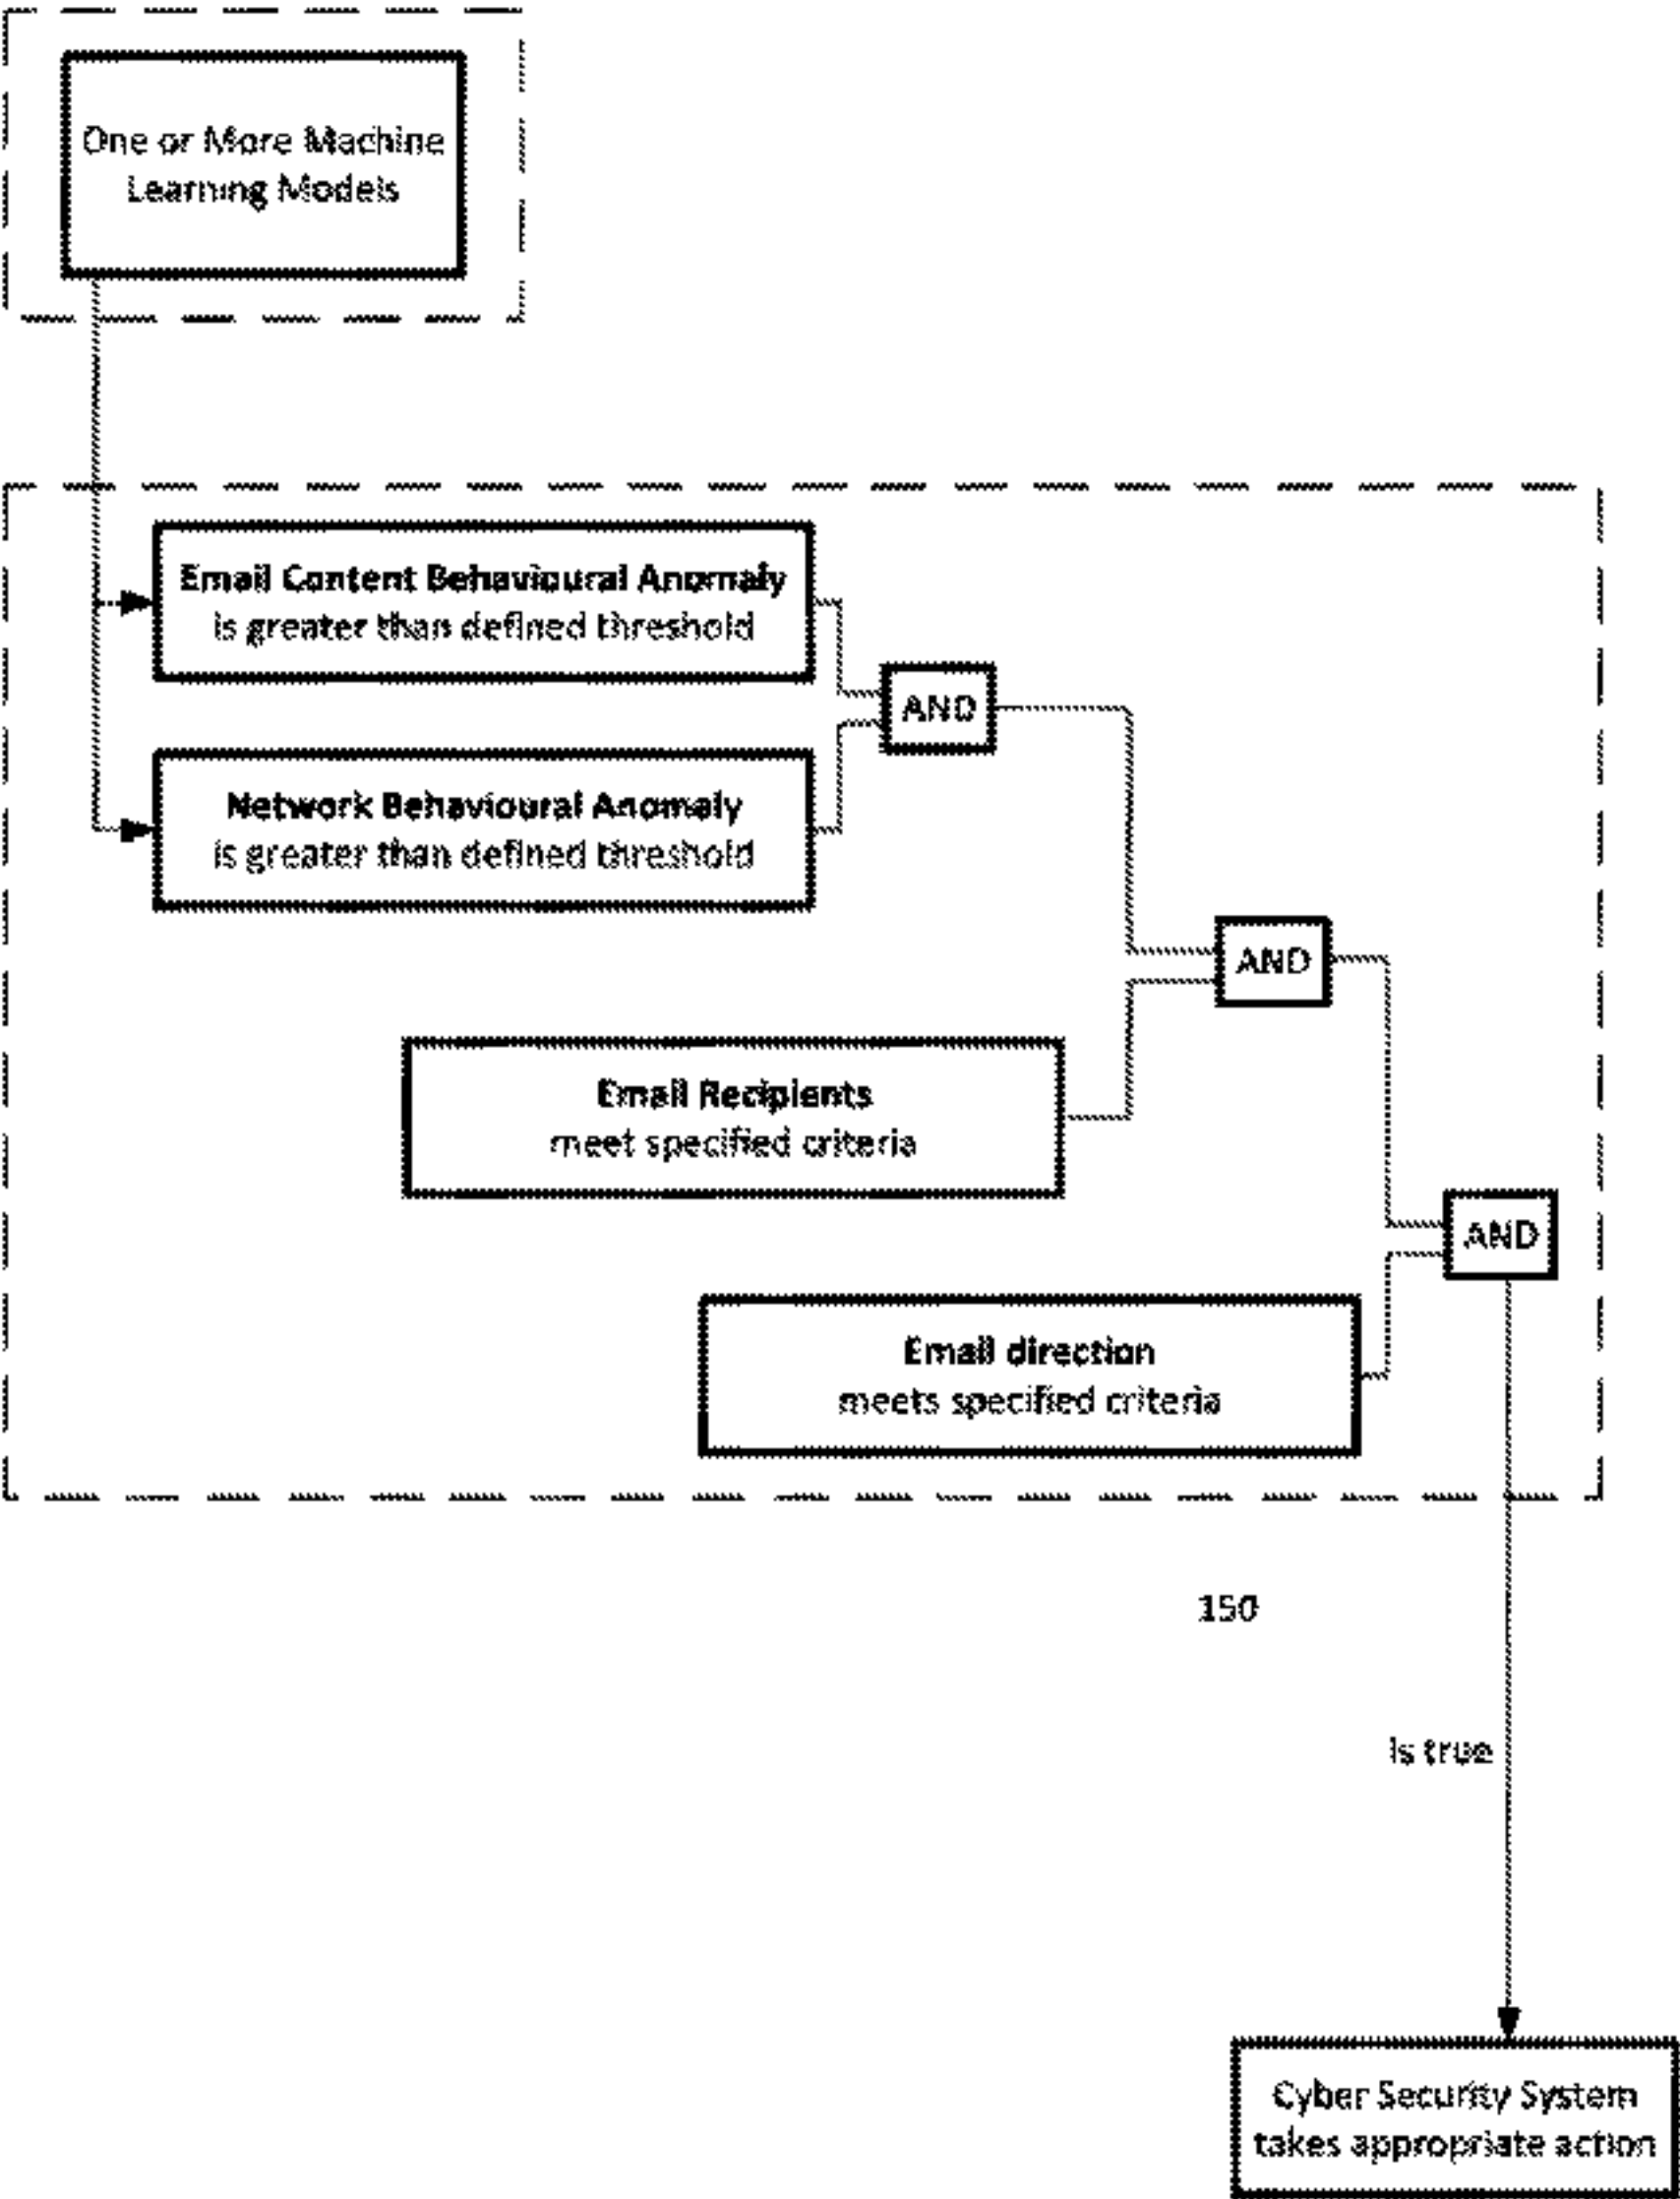 One or More Machine
Learning Models
Email Content Behavioural Anomaly
is greater than defined threshold
AND
Network Behavioural Anomaly
is greater than defined threshold
AND
Email Recipients
meet specified criteria
AND
Email direction
meets specified criteria
150
Is true
Cyber Security System
takes appropriate action